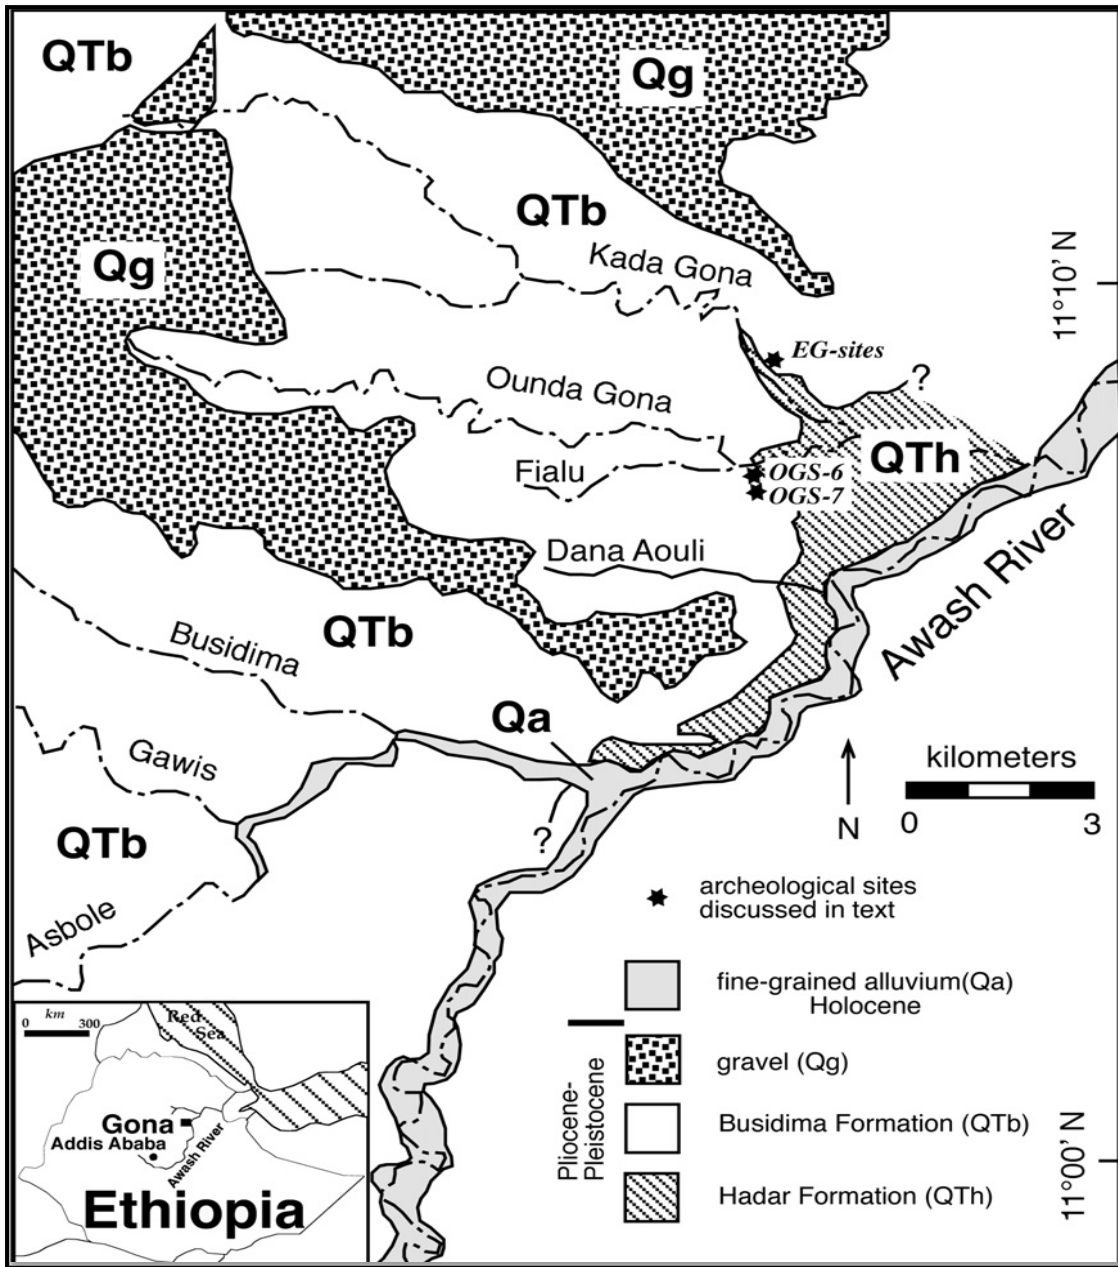 QTb
Qg
QTb
Kada Gona
Qg
11°10' N
EG-sites
?
Ounda Gona
QTh
Fialu
OGS-6
OGS-7
Dana Aouli
Awash River
QTb
Busidima
Qa
Gawis
kilometers
0 3
N
?
QTb
Asbole
archeological sites
discussed in text
fine-grained alluvium(Qa)
Holocene
Pliocene-
Pleistocene
gravel (Qg)
Busidima Formation (QTb)
Hadar Formation (QTh)
11°00' N
km
0 300
Red
Sea
Gona
Addis Ababa
Awash River
Ethiopia